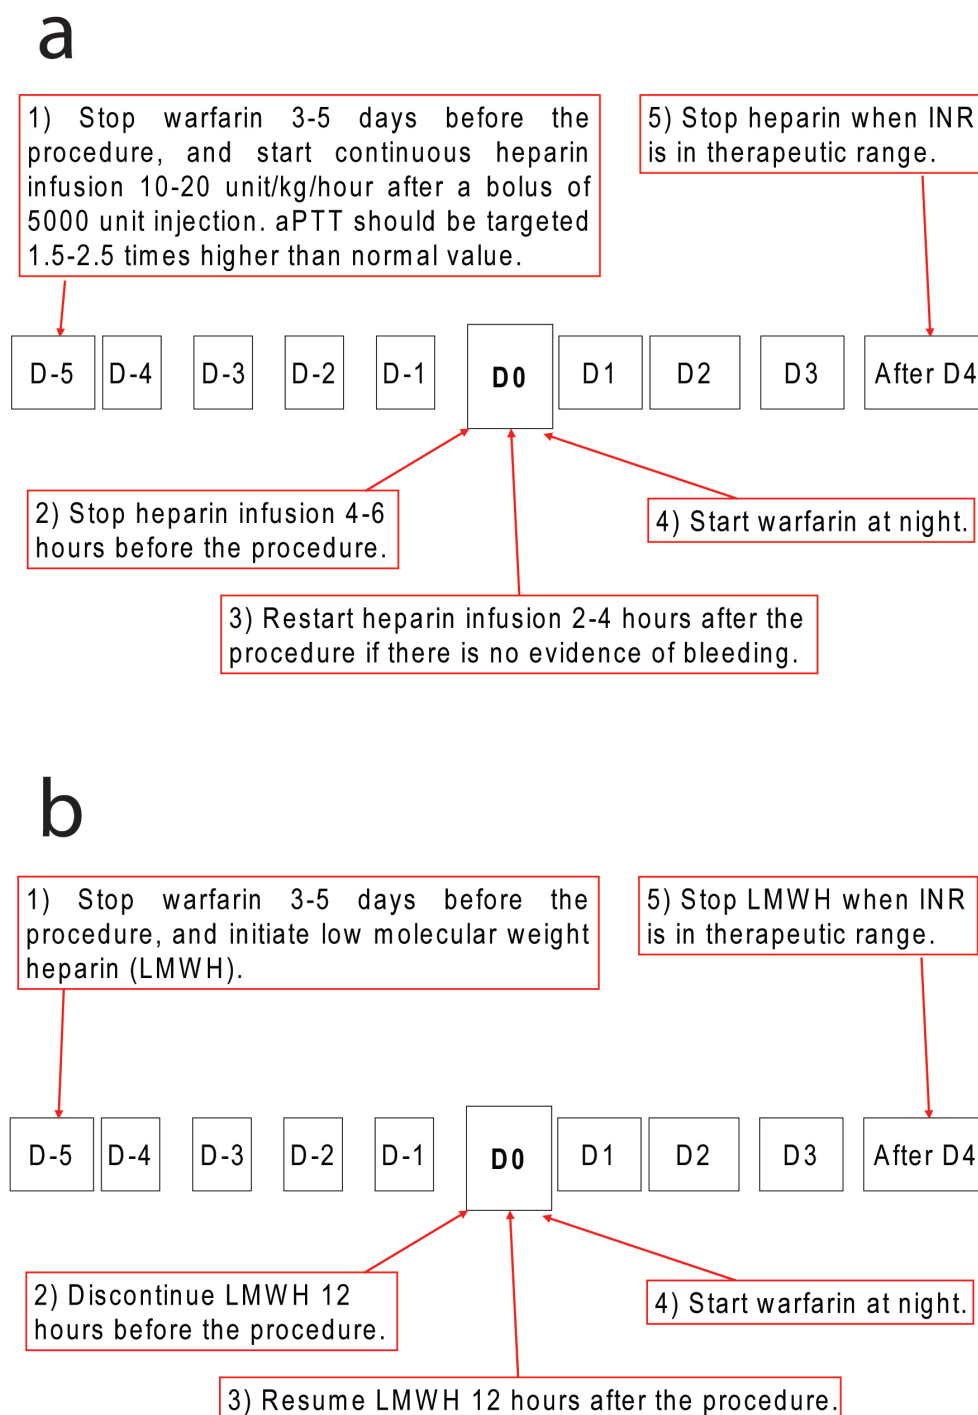 a
1) Stop warfarin 3-5 days before the
procedure, and start continuous heparin
infusion 10-20 unit/kg/hour after a bolus of
5000 unit injection. aPTT should be targeted
1.5-2.5 times higher than normal value.
5) Stop heparin when INR
is in therapeutic range.
D-5 D-4 D-3 D-2 D-1 D0 D1 D2 D3 After D4
2) Stop heparin infusion 4-6
hours before the procedure.
4) Start warfarin at night.
3) Restart heparin infusion 2-4 hours after the
procedure if there is no evidence of bleeding.
b
1) Stop warfarin 3-5 days before the
procedure, and initiate low molecular weight
heparin (LMWH).
5) Stop LMWH when INR
is in therapeutic range.
D-5 D-4 D-3 D-2 D-1 D0 D1 D2 D3 After D4
2) Discontinue LMWH 12
hours before the procedure.
4) Start warfarin at night.
3) Resume LMWH 12 hours after the procedure.